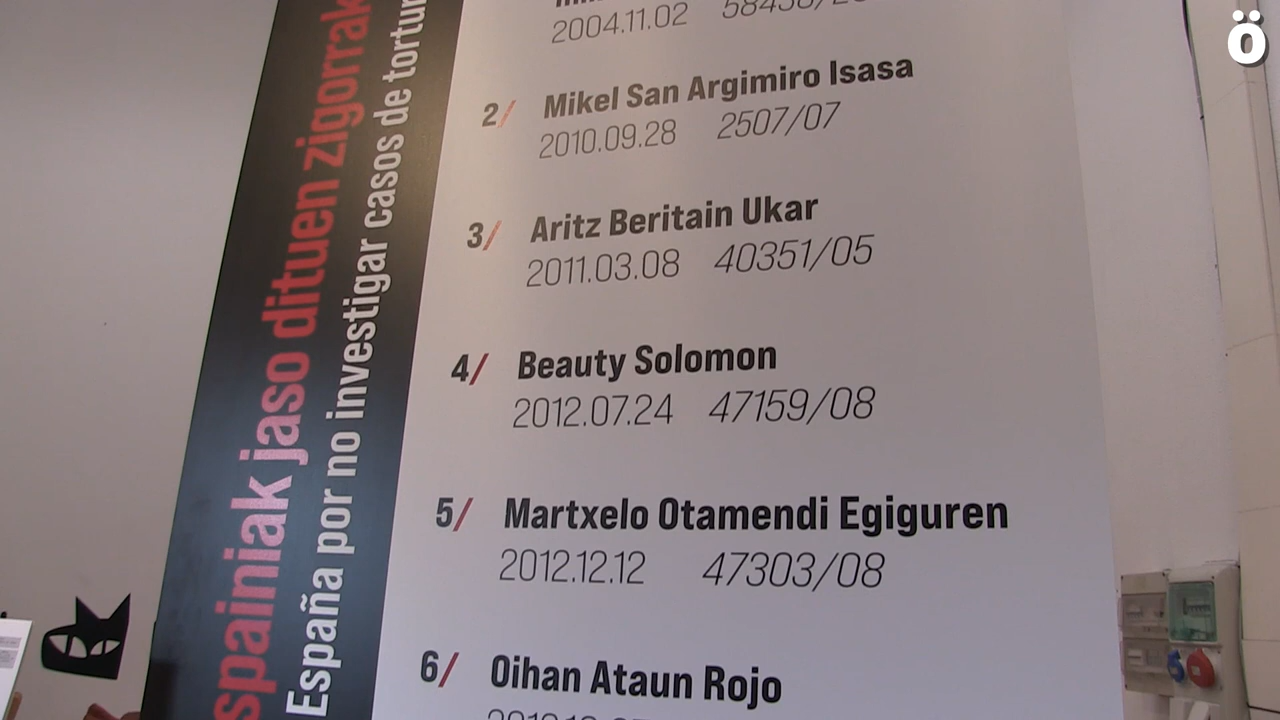 ö
spainiak jaso dituen zigorrak
España por no investigar casos de tortur
2004.11.02
2/ Mikel San Argimiro Isasa
2010.09.28 2507/07
3/ Aritz Beritain Ukar
2011.03.08 40351/05
4/ Beauty Solomon
2012.07.24 47159/08
5/ Martxelo Otamendi Egiguren
2012.12.12 47303/08
6/ Oihan Ataun Rojo